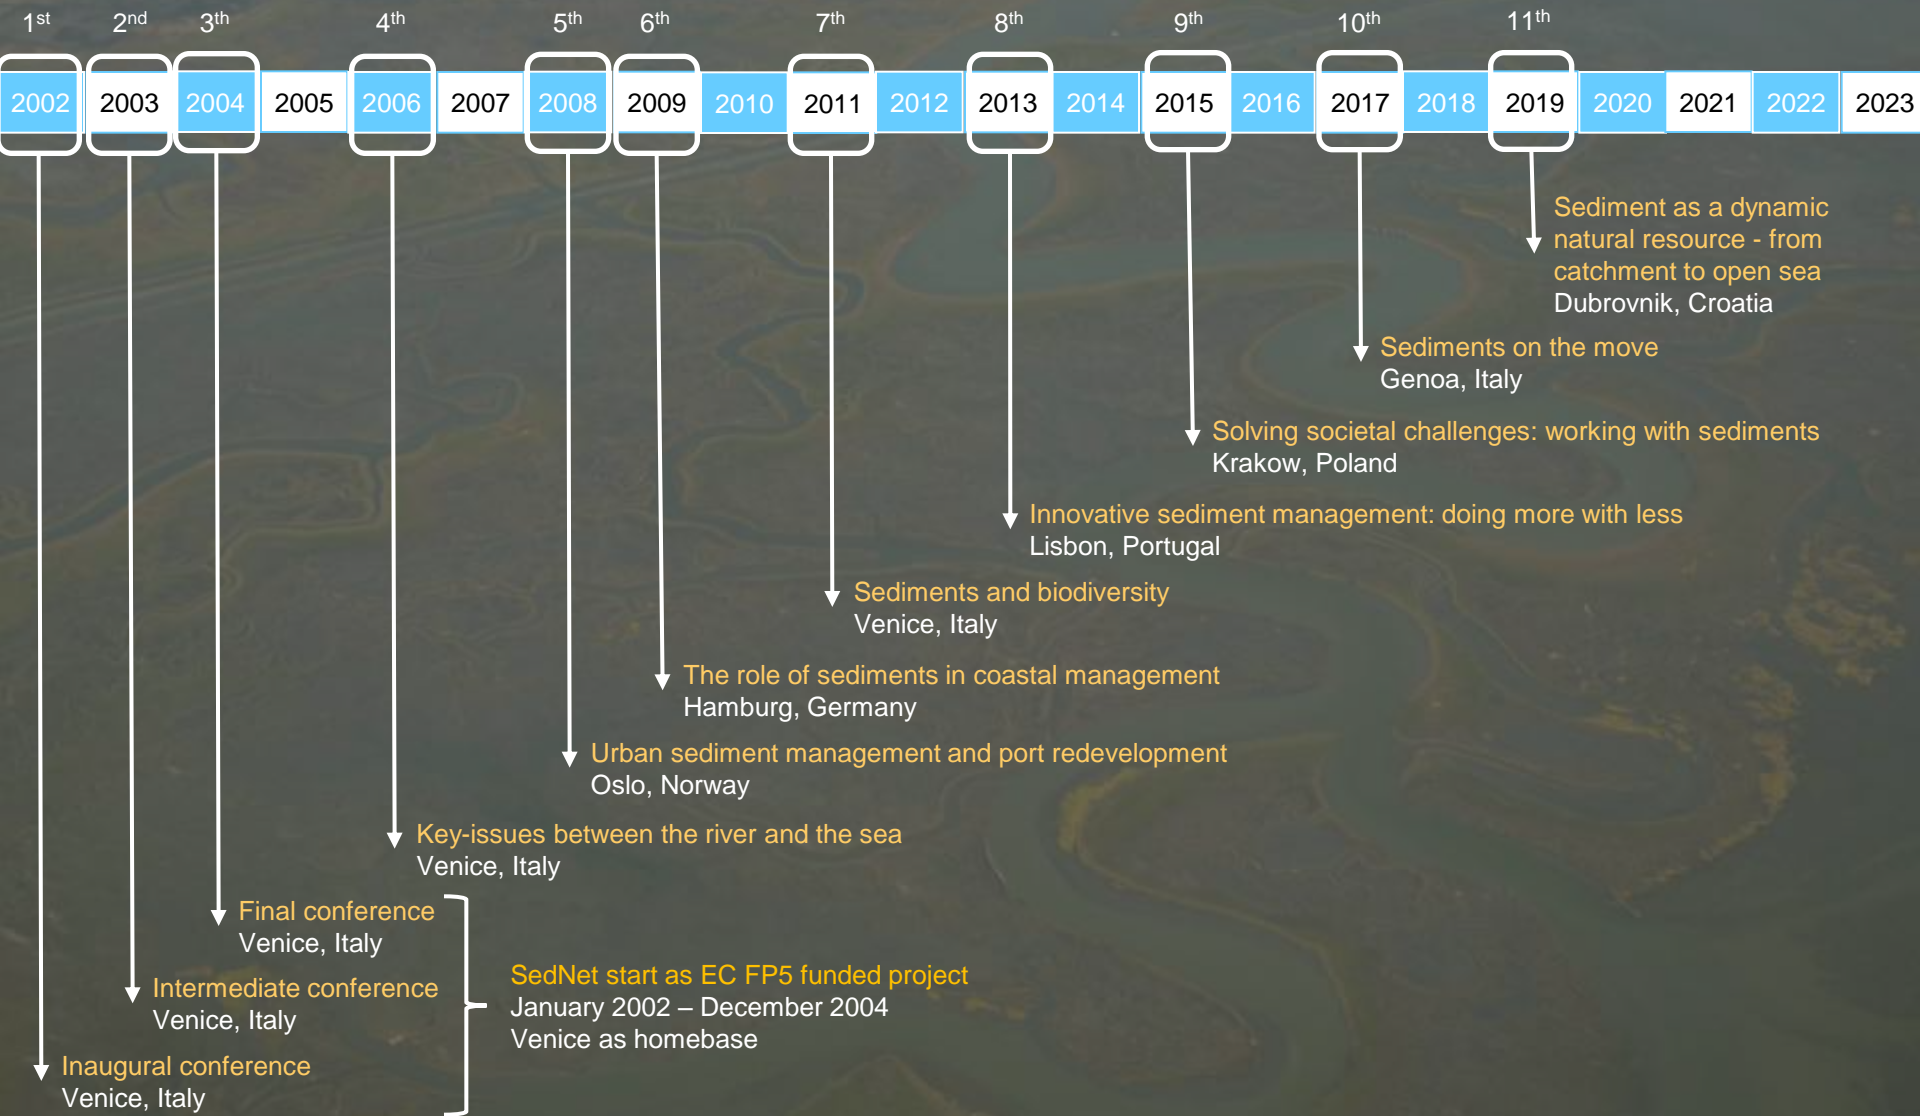 1st 2nd 3th 4th 5th 6th 7th 8th 9th 10th 11th
2002 2003 2004 2005 2006 2007 2008 2009 2010 2011 2012 2013 2014 2015 2016 2017 2018 2019 2020 2021 2022 2023
Sediment as a dynamic
natural resource - from
catchment to open sea
Dubrovnik, Croatia
Sediments on the move
Genoa, Italy
Solving societal challenges: working with sediments
Krakow, Poland
Innovative sediment management: doing more with less
Lisbon, Portugal
Sediments and biodiversity
Venice, Italy
The role of sediments in coastal management
Hamburg, Germany
Urban sediment management and port redevelopment
Oslo, Norway
Key-issues between the river and the sea
Venice, Italy
Final conference
Venice, Italy
Intermediate conference
Venice, Italy
Inaugural conference
Venice, Italy
SedNet start as EC FP5 funded project
January 2002 – December 2004
Venice as homebase